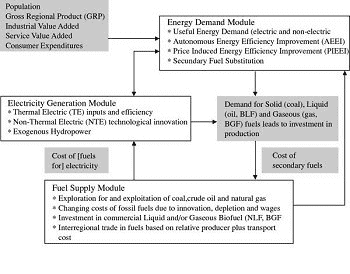 Population
Gross Regional Product (GRP)
Industrial Value Added
Service Value Added
Consumer Expenditures
Energy Demand Module
* Useful Energy Demand (electric and non-electric
* Autonomous Energy Efficiency Improvement (AEEI)
* Price Induced Energy Efficiency Improvement (PIEEI)
* Secondary Fuel Substitution
Electricity Generation Module
* Thermal Electric (TE) inputs and efficiency
* Non-Thermal Electric (NTE) technological innovation
* Exogenous Hydropower
Demand for Solid (coal), Liquid
(oil, BLF) and Gaseous (gas,
BGF) fuels leads to investment in
production
Cost of [fuels
for] electricity
Cost of
secondary fuels
Fuel Supply Module
* Exploration for and exploitation of coal,crude oil and natural gas
* Changing costs of fossil fuels due to innovation, depletion and wages
* Investment in commercial Liquid and/or Gaseous Biofuel (NLF, BGF
* Interregional trade in fuels based on relative producer plus transport
cost